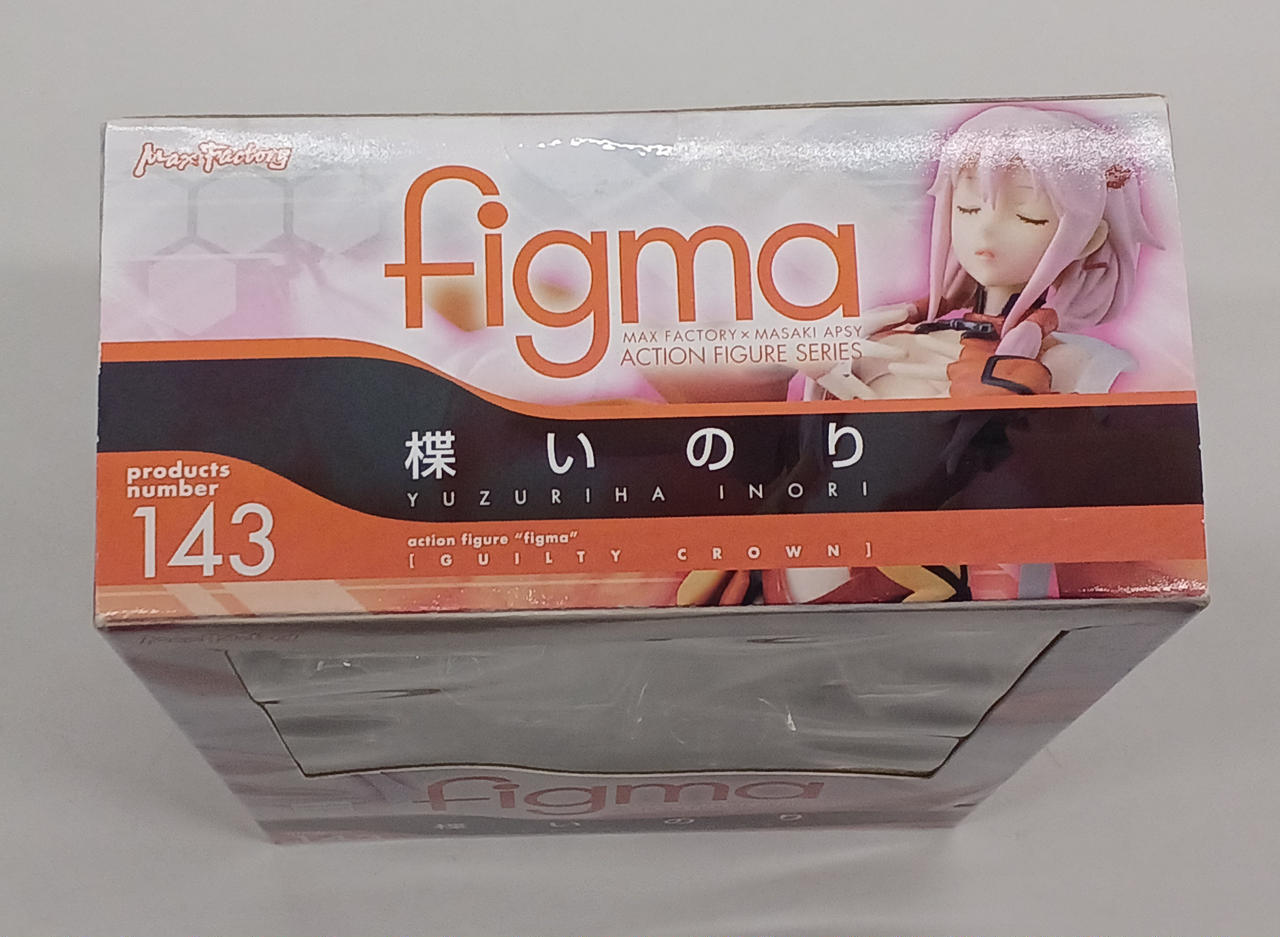 Max Factory
figma
MAX FACTORY × MASAKI APSY
ACTION FIGURE SERIES
楪いのり
YUZURIHA INORI
products
number
143
action figure "figma"
[GUILTY CROWN]
figma
楪いのり